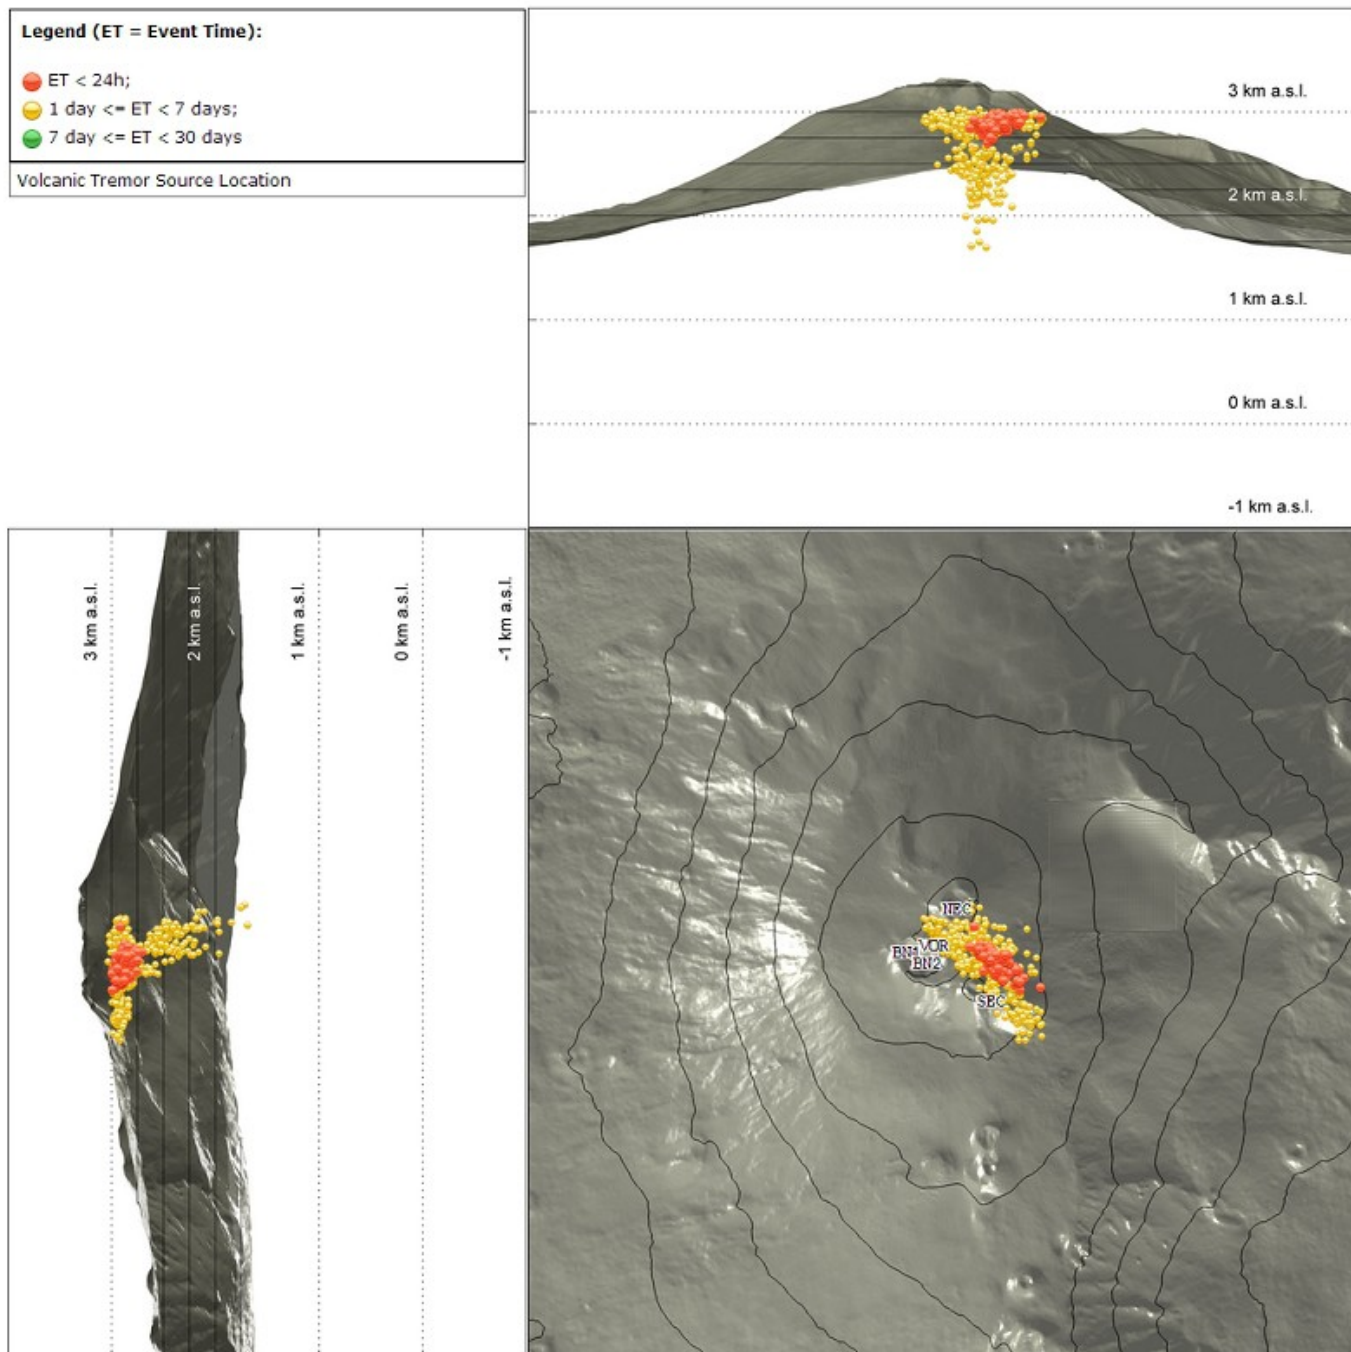 Legend (ET = Event Time):
ET < 24h;
1 day <= ET < 7 days;
7 day <= ET < 30 days
Volcanic Tremor Source Location
3 km a.s.l.
2 km a.s.l.
1 km a.s.l.
0 km a.s.l.
-1 km a.s.l.
3 km a.s.l.
2 km a.s.l.
1 km a.s.l.
0 km a.s.l.
-1 km a.s.l.
NEC
VOR
BN1
BN2
SEC